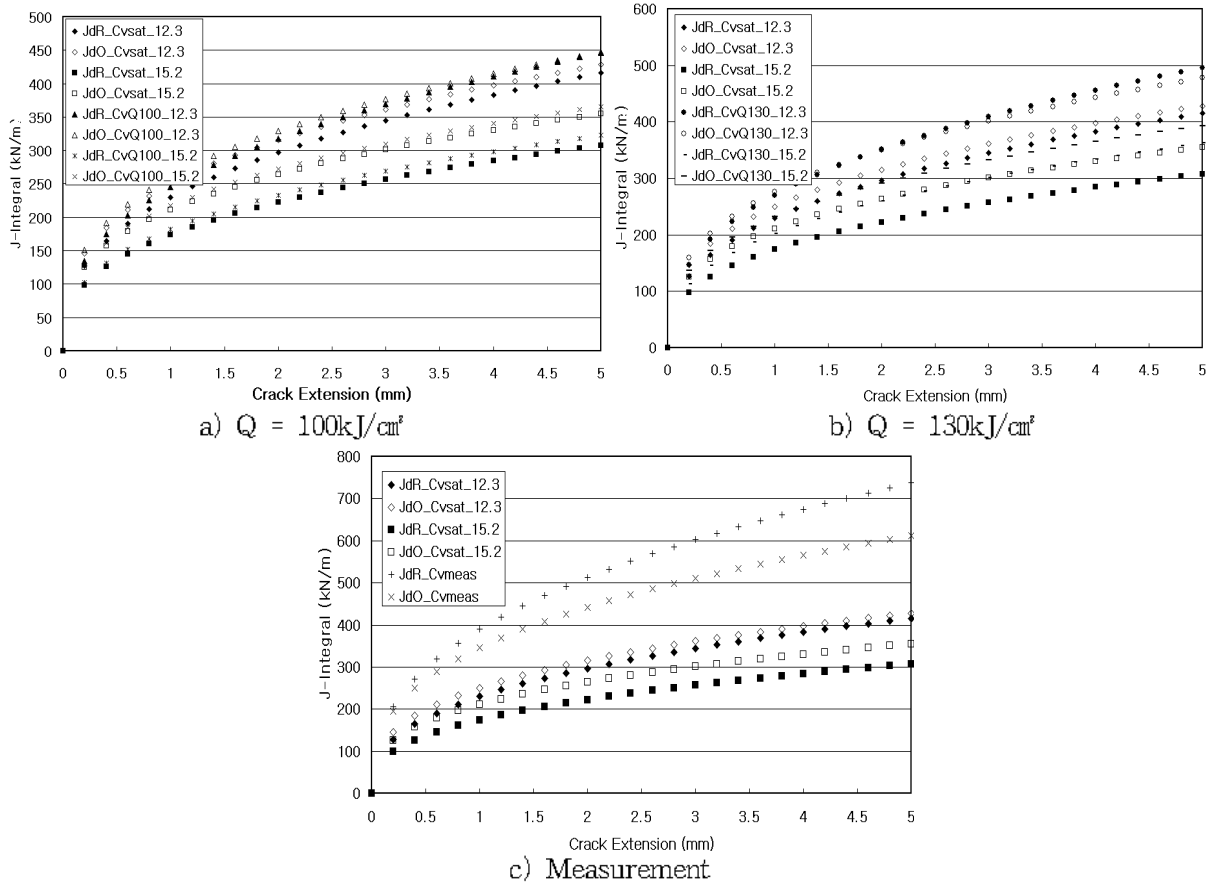 500
450
400
350
300
250
200
150
100
50
0
J-Integral (kN/m)
JdR_Cvsat_12.3
JdO_Cvsat_12.3
JdR_Cvsat_15.2
JdO_Cvsat_15.2
JdR_CvQ100_12.3
JdO_CvQ100_12.3
JdR_CvQ100_15.2
JdO_CvQ100_15.2
0 0.5 1 1.5 2 2.5 3 3.5 4 4.5 5
Crack Extension (mm)
a) Q = 100kJ/cm²
600
500
400
300
200
100
0
J-Integral (kN/m)
JdR_Cvsat_12.3
JdO_Cvsat_12.3
JdR_Cvsat_15.2
JdO_Cvsat_15.2
JdR_CvQ130_12.3
JdO_CvQ130_12.3
JdR_CvQ130_15.2
JdO_CvQ130_15.2
0 0.5 1 1.5 2 2.5 3 3.5 4 4.5 5
Crack Extension (mm)
b) Q = 130kJ/cm²
800
700
600
500
400
300
200
100
0
J-Integral (kN/m)
JdR_Cvsat_12.3
JdO_Cvsat_12.3
JdR_Cvsat_15.2
JdO_Cvsat_15.2
JdR_Cvmeas
JdO_Cvmeas
0 0.5 1 1.5 2 2.5 3 3.5 4 4.5 5
Crack Extension (mm)
c) Measurement